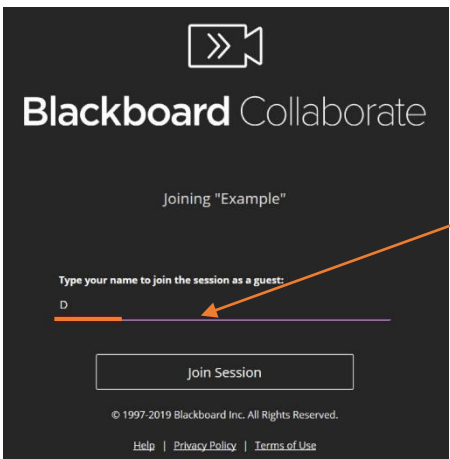 Blackboard Collaborate
Joining "Example"
Type your name to join the session as a guest:
D
Join Session
© 1997-2019 Blackboard Inc. All Rights Reserved.
Help | Privacy Policy | Terms of Use